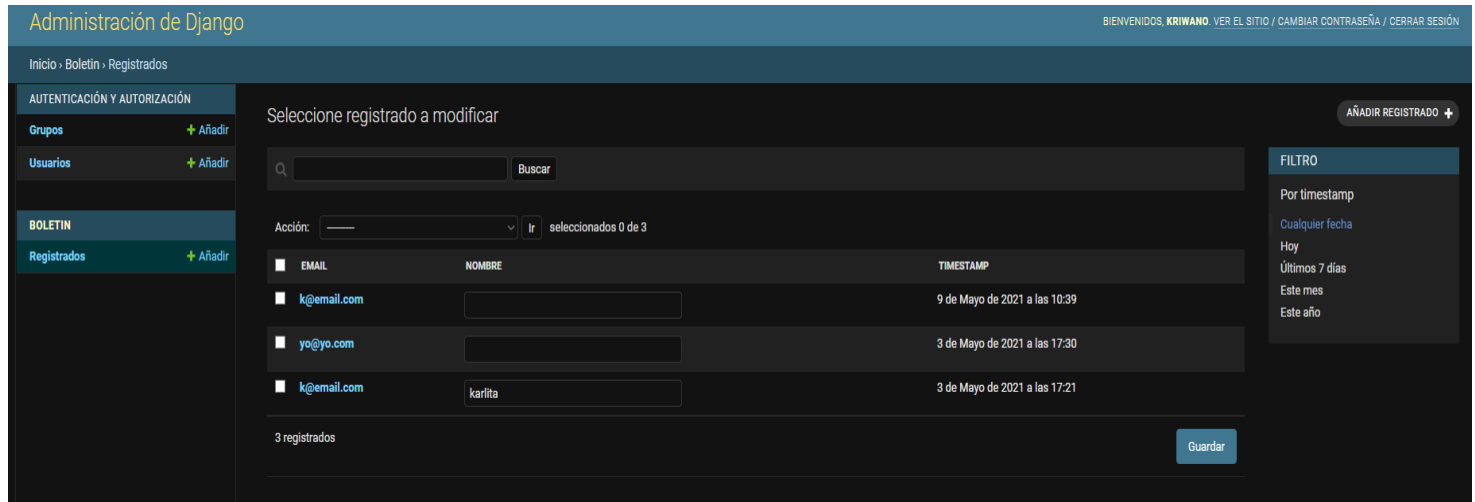 Administración de Django
BIENVENIDOS, KRIWANO. VER EL SITIO / CAMBIAR CONTRASEÑA / CERRAR SESIÓN
Inicio › Boletin › Registrados
AUTENTICACIÓN Y AUTORIZACIÓN
Grupos + Añadir
Usuarios + Añadir
BOLETIN
Registrados + Añadir
Seleccione registrado a modificar
AÑADIR REGISTRADO +
Buscar
Acción: --------- Ir seleccionados 0 de 3
EMAIL NOMBRE TIMESTAMP
k@email.com 9 de Mayo de 2021 a las 10:39
yo@yo.com 3 de Mayo de 2021 a las 17:30
k@email.com karlita 3 de Mayo de 2021 a las 17:21
3 registrados
Guardar
FILTRO
Por timestamp
Cualquier fecha
Hoy
Últimos 7 días
Este mes
Este año